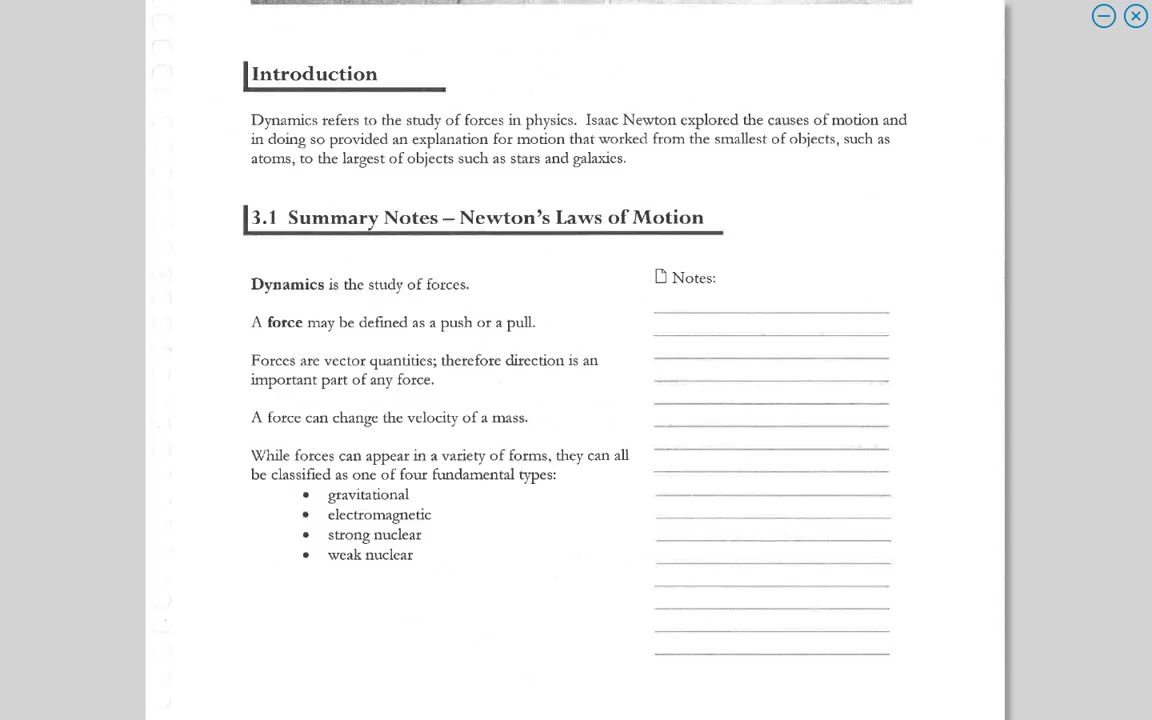 Introduction
Dynamics refers to the study of forces in physics. Isaac Newton explored the causes of motion and
in doing so provided an explanation for motion that worked from the smallest of objects, such as
atoms, to the largest of objects such as stars and galaxies.
3.1 Summary Notes – Newton's Laws of Motion
Dynamics is the study of forces.
A force may be defined as a push or a pull.
Forces are vector quantities; therefore direction is an
important part of any force.
A force can change the velocity of a mass.
While forces can appear in a variety of forms, they can all
be classified as one of four fundamental types:
• gravitational
• electromagnetic
• strong nuclear
• weak nuclear
Notes: